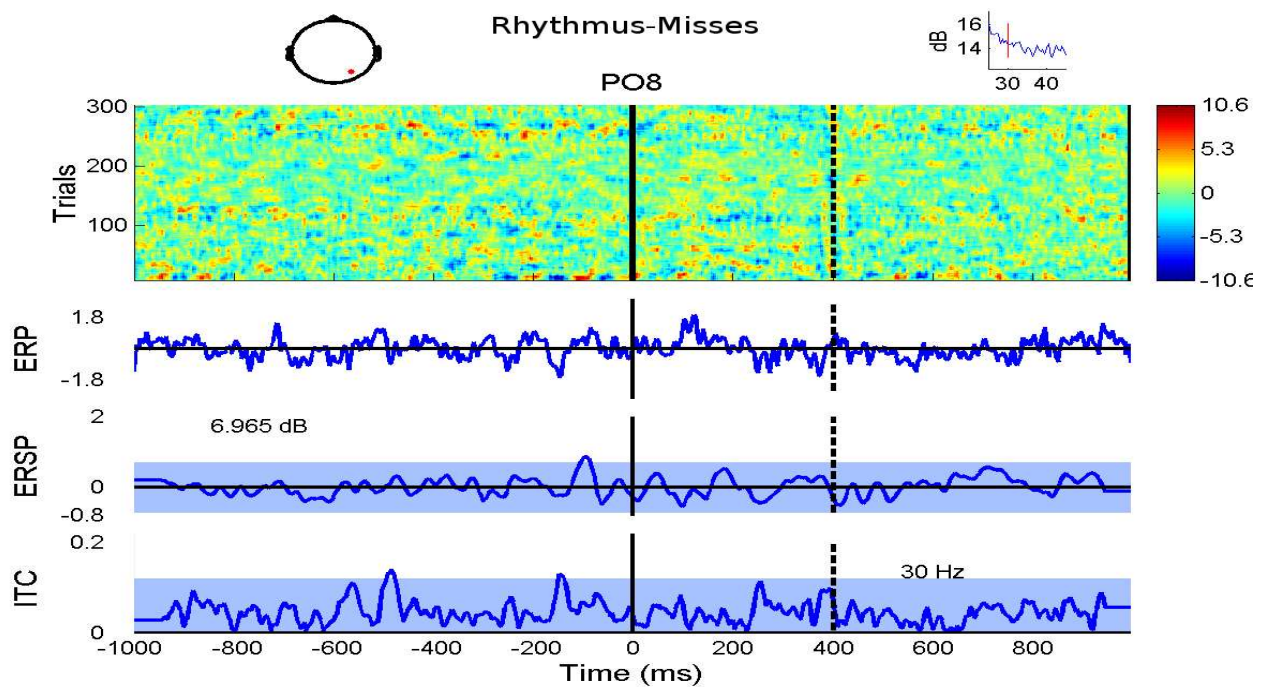 Rhythmus-Misses
16
14
dB
30 40
PO8
300
200
100
Trials
10.6
5.3
0
-5.3
-10.6
1.8
-1.8
ERP
6.965 dB
2
0
-0.8
ERSP
0.2
0
ITC
30 Hz
-1000 -800 -600 -400 -200 0 200 400 600 800
Time (ms)